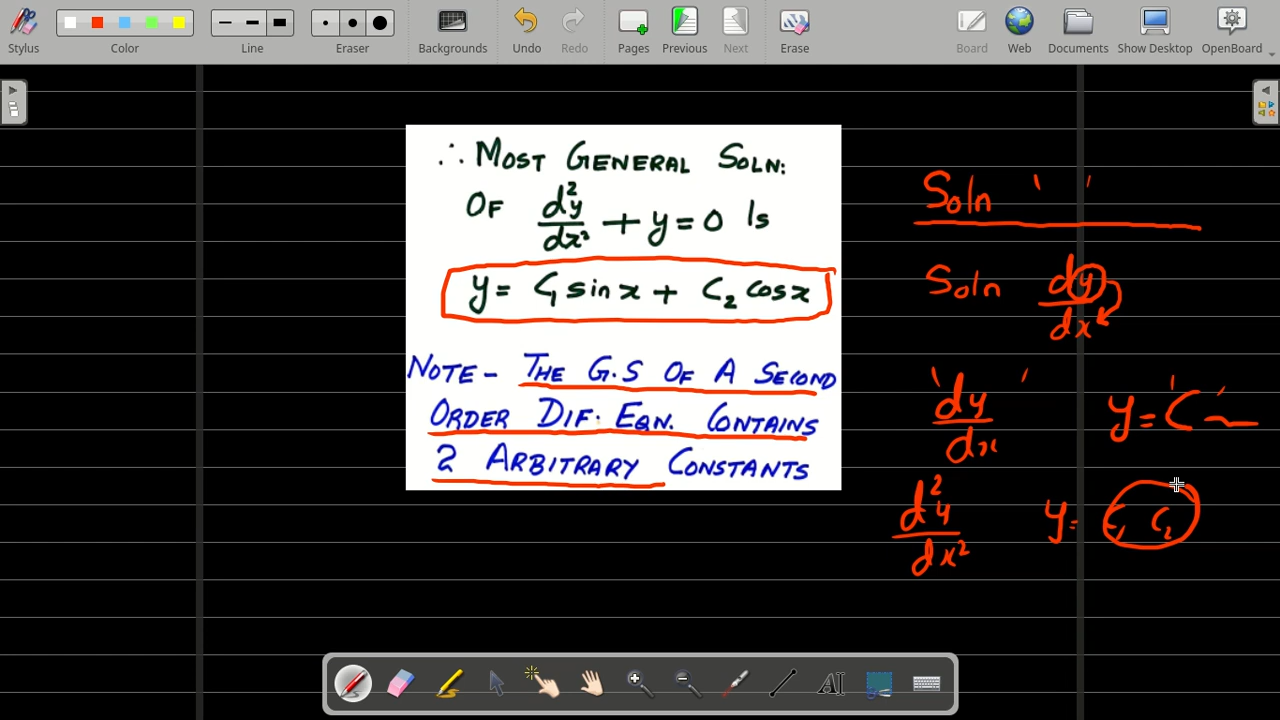 Stylus Color Line Eraser Backgrounds Undo Redo Pages Previous Next Erase Board Web Documents Show Desktop OpenBoard
∴ MOST GENERAL SOLN:
OF d²y/dx² + y = 0 Is
y = C₁ sin x + C₂ cos x
NOTE - THE G.S OF A SECOND
ORDER DIF. EQN. CONTAINS
2 ARBITRARY CONSTANTS
Soln ' '
Soln dy/dx
'dy/dx' y = 'C'
d²y/dx² y = C₁ C₂